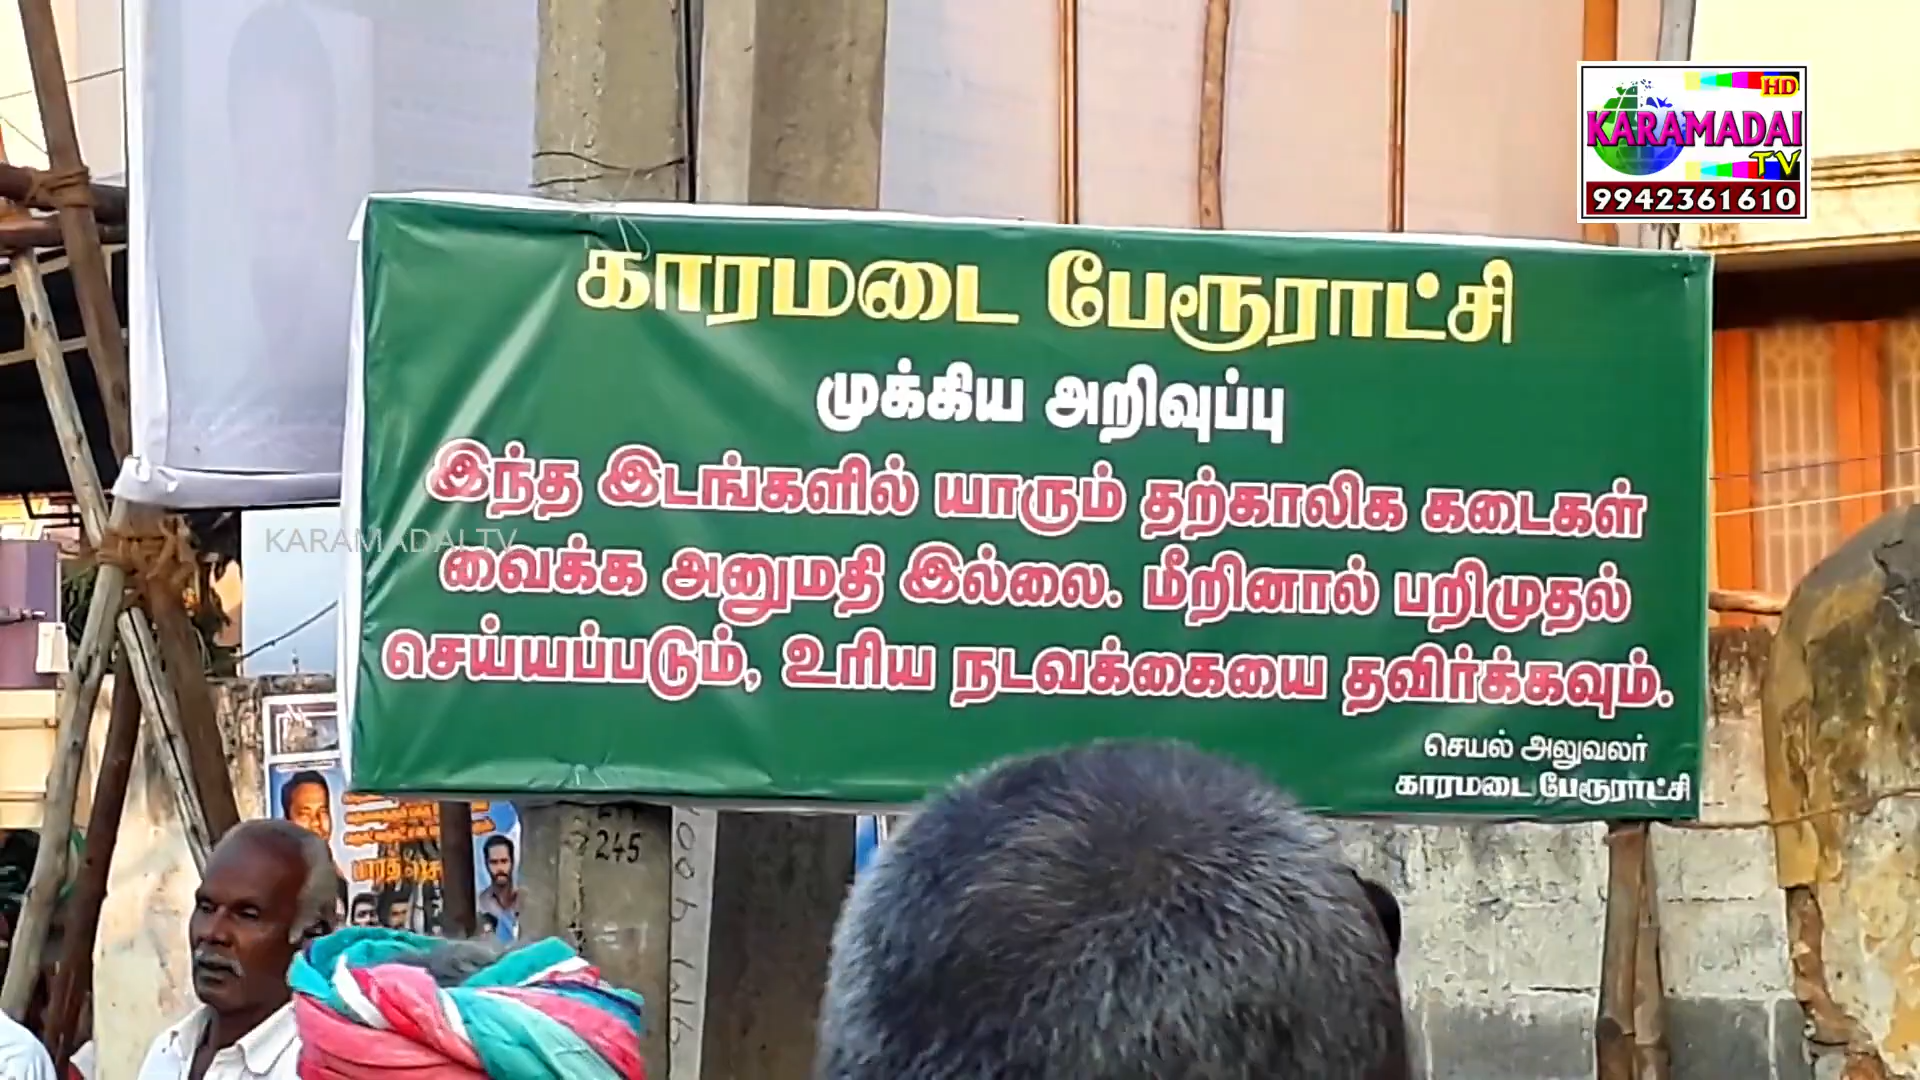 HD
KARAMADAI
TV
9942361610
காரமடை பேரூராட்சி
முக்கிய அறிவுப்பு
இந்த இடங்களில் யாரும் தற்காலிக கடைகள்
வைக்க அனுமதி இல்லை. மீறினால் பறிமுதல்
செய்யப்படும், உரிய நடவக்கையை தவிர்க்கவும்.
செயல் அலுவலர்
காரமடை பேரூராட்சி
KARAMADAI TV
245